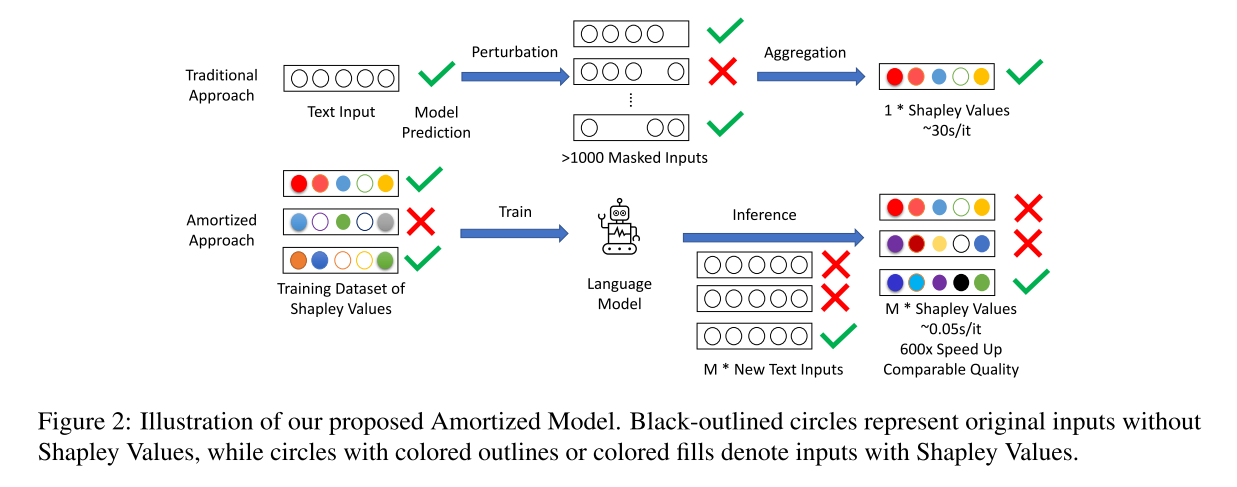 Traditional
Approach
Text Input
Model
Prediction
Perturbation
>1000 Masked Inputs
Aggregation
1 * Shapley Values
~30s/it
Amortized
Approach
Training Dataset of
Shapley Values
Train
Language
Model
Inference
M * New Text Inputs
M * Shapley Values
~0.05s/it
600x Speed Up
Comparable Quality
Figure 2: Illustration of our proposed Amortized Model. Black-outlined circles represent original inputs without
Shapley Values, while circles with colored outlines or colored fills denote inputs with Shapley Values.